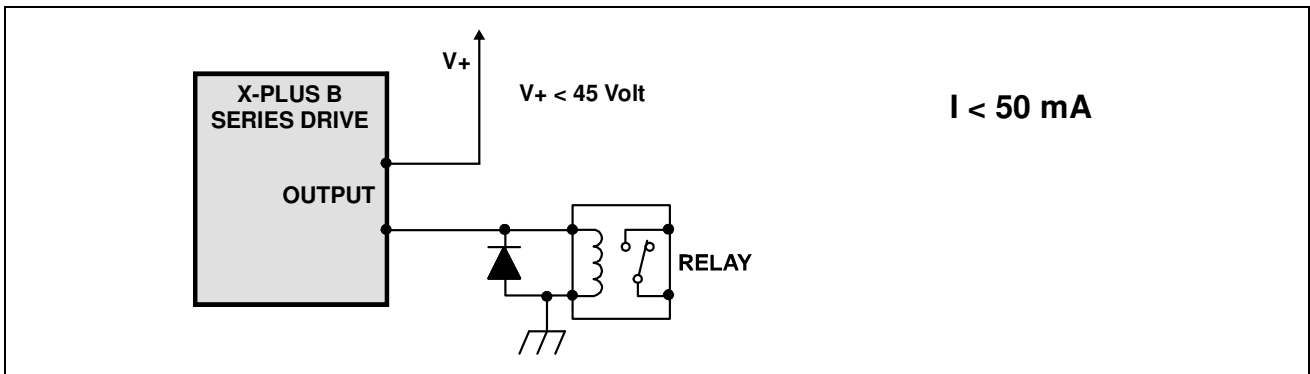 V+
X-PLUS B
SERIES DRIVE
V+ < 45 Volt
I < 50 mA
OUTPUT
RELAY